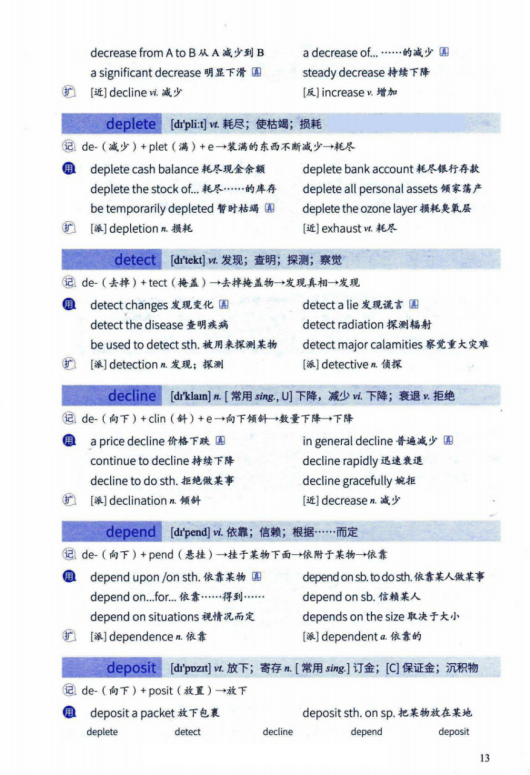 decrease from A to B 从 A 减少到 B a decrease of... ……的减少 真
a significant decrease 明显下滑 真 steady decrease 持续下降
扩 [近] decline vi. 减少 [反] increase v. 增加
deplete [dɪ'pliːt] vt. 耗尽；使枯竭；损耗
记 de-（减少）+ plet（满）+ e→装满的东西不断减少→耗尽
用 deplete cash balance 耗尽现金余额 deplete bank account 耗尽银行存款
deplete the stock of... 耗尽……的库存 deplete all personal assets 倾家荡产
be temporarily depleted 暂时枯竭 真 deplete the ozone layer 损耗臭氧层
扩 [派] depletion n. 损耗 [近] exhaust vt. 耗尽
detect [dɪ'tekt] vt. 发现；查明；探测；察觉
记 de-（去掉）+ tect（掩盖）→去掉掩盖物→发现真相→发现
用 detect changes 发现变化 真 detect a lie 发现谎言 真
detect the disease 查明疾病 detect radiation 探测辐射
be used to detect sth. 被用来探测某物 detect major calamities 察觉重大灾难
扩 [派] detection n. 发现；探测 [派] detective n. 侦探
decline [dɪ'klaɪn] n. [ 常用 sing., U] 下降，减少 vi. 下降；衰退 v. 拒绝
记 de-（向下）+ clin（斜）+ e→向下倾斜→数量下降→下降
用 a price decline 价格下跌 真 in general decline 普遍减少 真
continue to decline 持续下降 decline rapidly 迅速衰退
decline to do sth. 拒绝做某事 decline gracefully 婉拒
扩 [派] declination n. 倾斜 [近] decrease n. 减少
depend [dɪ'pend] vi. 依靠；信赖；根据……而定
记 de-（向下）+ pend（悬挂）→挂于某物下面→依附于某物→依靠
用 depend upon /on sth. 依靠某物 真 depend on sb. to do sth. 依靠某人做某事
depend on...for... 依靠……得到…… depend on sb. 信赖某人
depend on situations 视情况而定 depends on the size 取决于大小
扩 [派] dependence n. 依靠 [派] dependent a. 依靠的
deposit [dɪ'pɒzɪt] vt. 放下；寄存 n. [ 常用 sing.] 订金；[C] 保证金；沉积物
记 de-（向下）+ posit（放置）→放下
用 deposit a packet 放下包裹 deposit sth. on sp. 把某物放在某地
deplete detect decline depend deposit
13